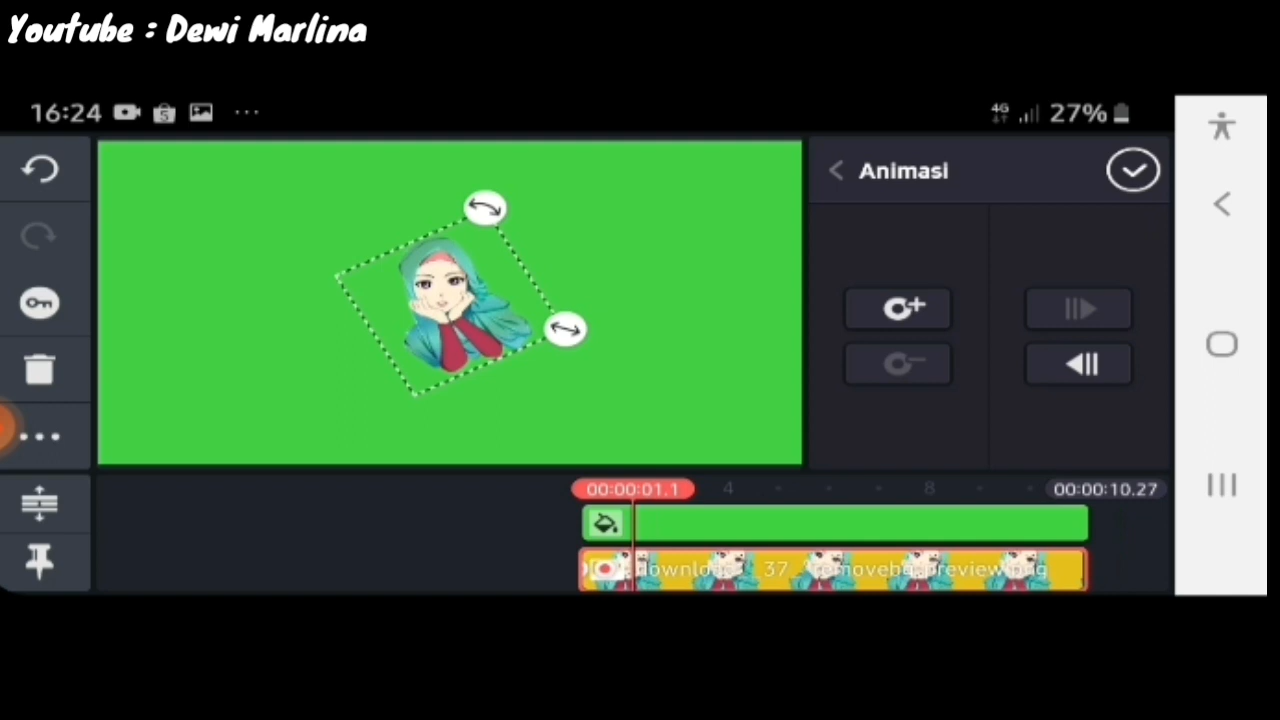 Youtube : Dewi Marlina
16:24
4G 27%
Animasi
00:00:01.1 4 8 00:00:10.27
download 37 removebg preview.png